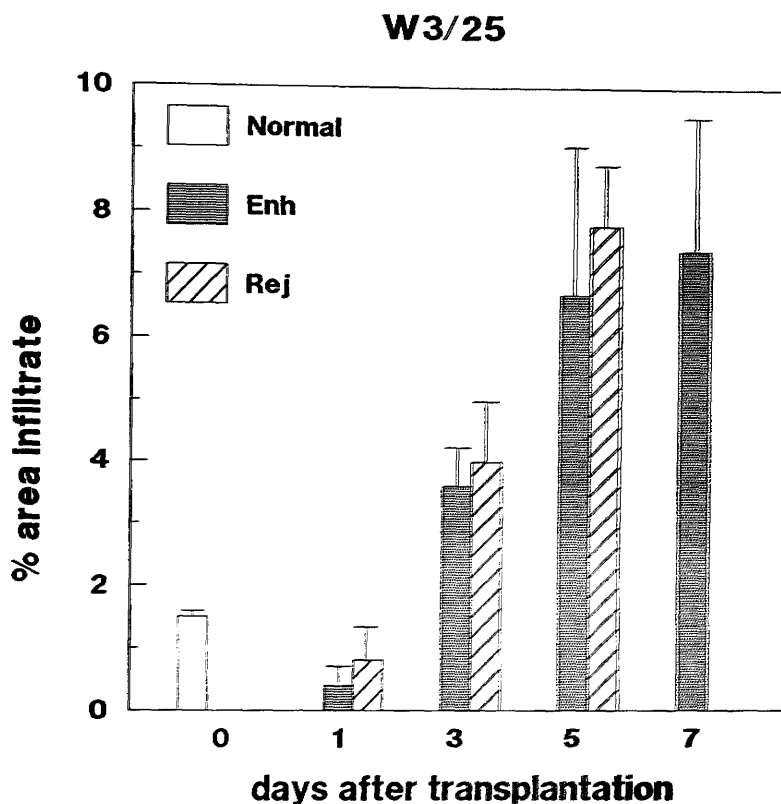 W3/25
10
8
6
4
2
0
% area infiltrate
Normal
Enh
Rej
0 1 3 5 7
days after transplantation